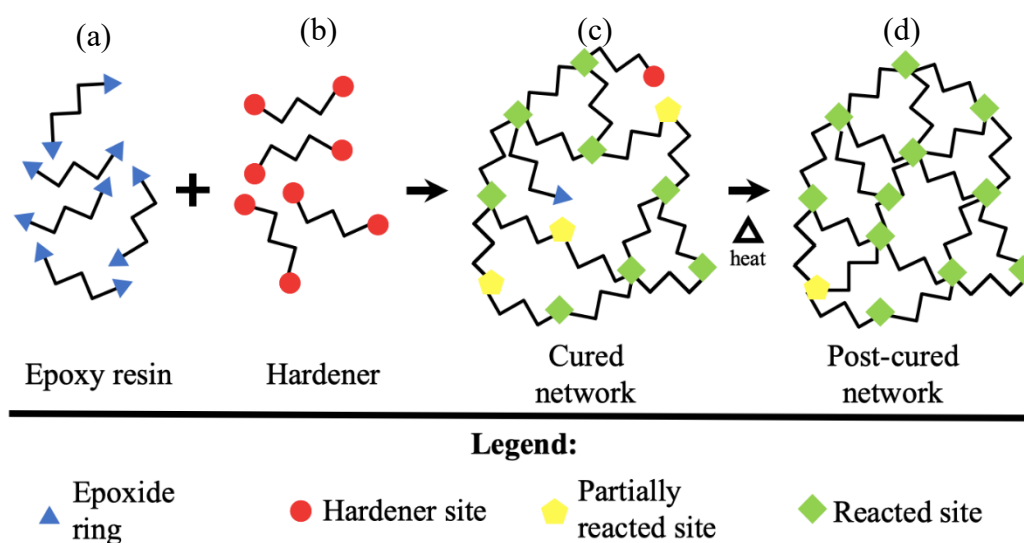 (a)
(b)
(c)
(d)
+
heat
Epoxy resin
Hardener
Cured
network
Post-cured
network
Legend:
Epoxide
ring
Hardener site
Partially
reacted site
Reacted site